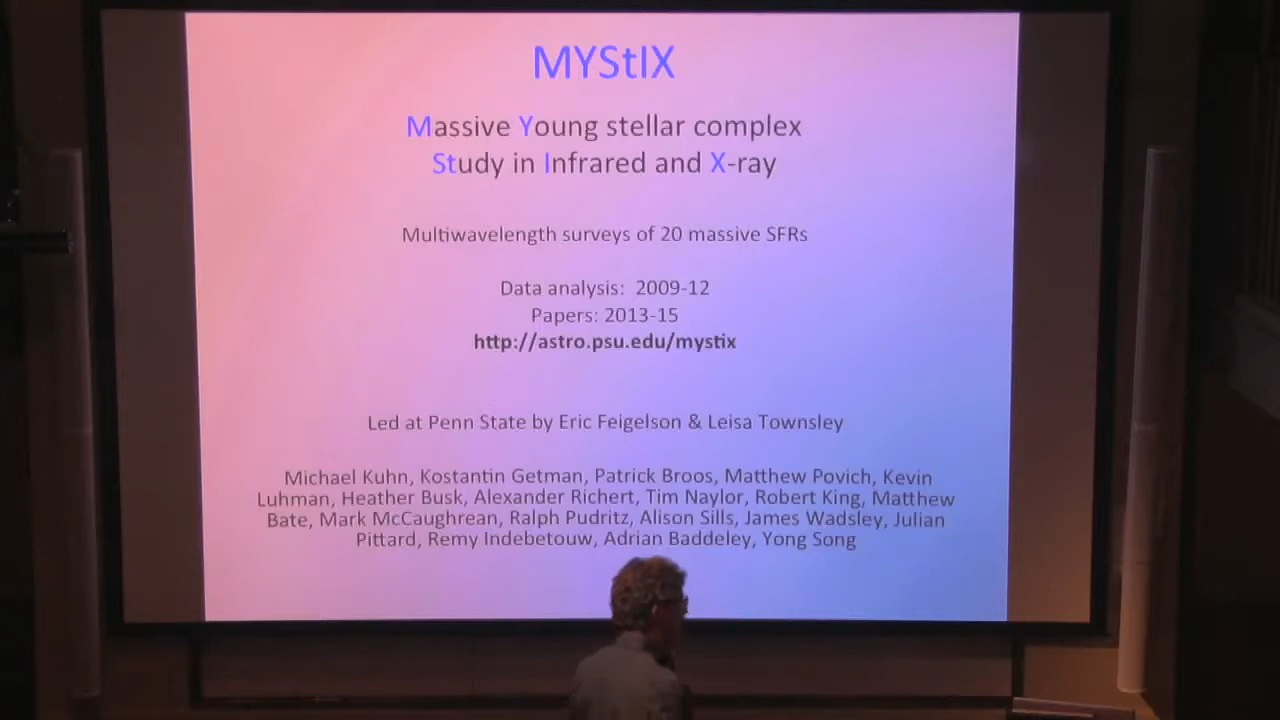 MYStIX
Massive Young stellar complex
Study in Infrared and X-ray
Multiwavelength surveys of 20 massive SFRs
Data analysis: 2009-12
Papers: 2013-15
http://astro.psu.edu/mystix
Led at Penn State by Eric Feigelson & Leisa Townsley
Michael Kuhn, Kostantin Getman, Patrick Broos, Matthew Povich, Kevin
Luhman, Heather Busk, Alexander Richert, Tim Naylor, Robert King, Matthew
Bate, Mark McCaughrean, Ralph Pudritz, Alison Sills, James Wadsley, Julian
Pittard, Remy Indebetouw, Adrian Baddeley, Yong Song